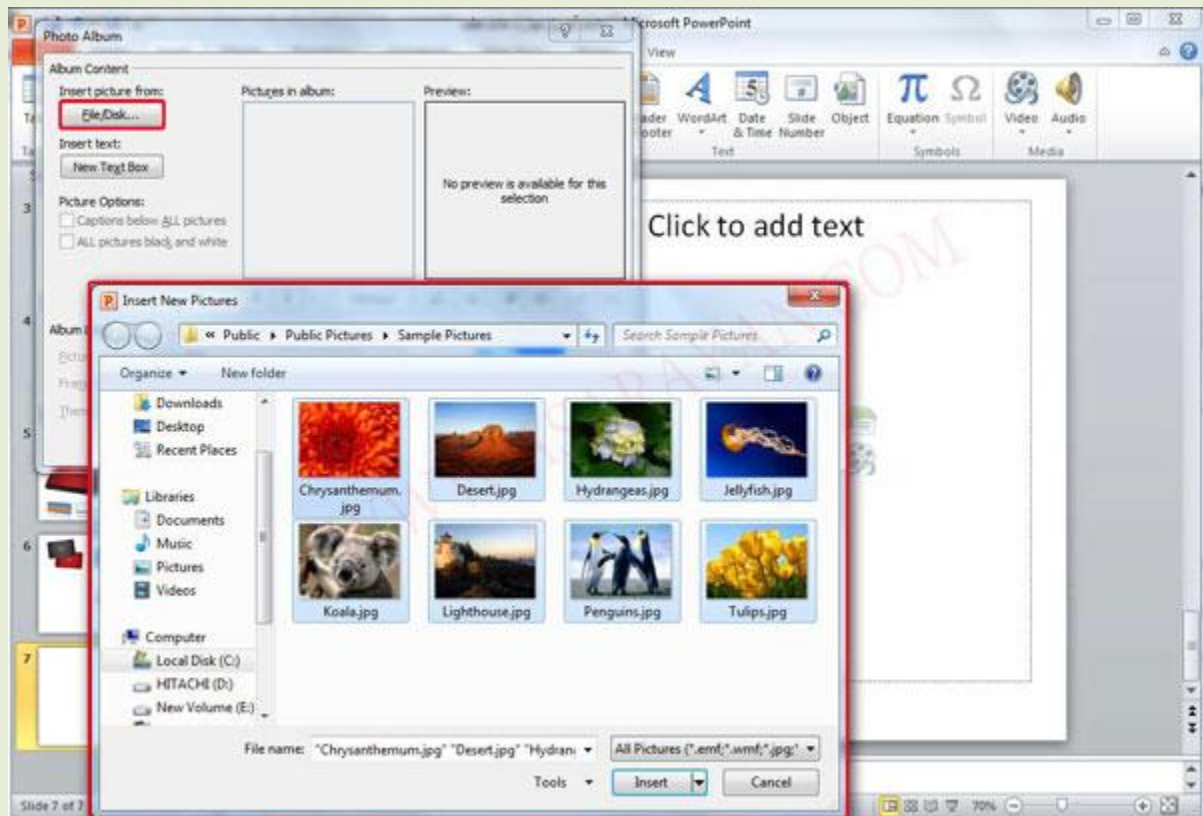 Microsoft PowerPoint
Photo Album
View
Album Content
Insert picture from:
File/Disk...
Insert text:
New Text Box
Picture Options:
Captions below ALL pictures
ALL pictures black and white
Pictures in album:
Preview:
No preview is available for this
selection
WordArt
Date
& Time
Slide
Number
Object
Equation
Symbol
Video
Audio
Text
Symbols
Media
Click to add text
Insert New Pictures
« Public ▸ Public Pictures ▸ Sample Pictures
Search Sample Pictures
Organize
New folder
Downloads
Desktop
Recent Places
Libraries
Documents
Music
Pictures
Videos
Computer
Local Disk (C:)
HITACHI (D:)
New Volume (E:)
Chrysanthemum.
jpg
Desert.jpg
Hydrangeas.jpg
Jellyfish.jpg
Koala.jpg
Lighthouse.jpg
Penguins.jpg
Tulips.jpg
File name:
"Chrysanthemum.jpg" "Desert.jpg"
All Pictures (*.emf;*.wmf;*.jpg;*
Tools
Insert
Cancel
3
4
5
6
7
Slide 7 of 7
70%